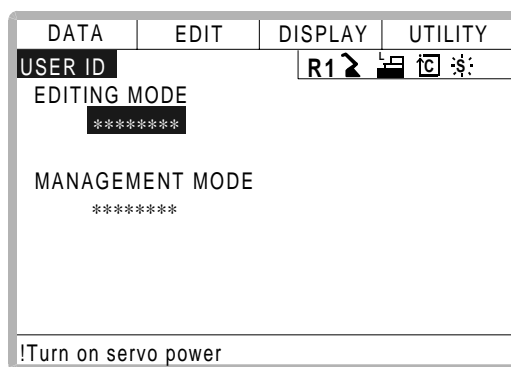 DATA EDIT DISPLAY UTILITY
USER ID R1 C S
EDITING MODE
********
MANAGEMENT MODE
********
!Turn on servo power